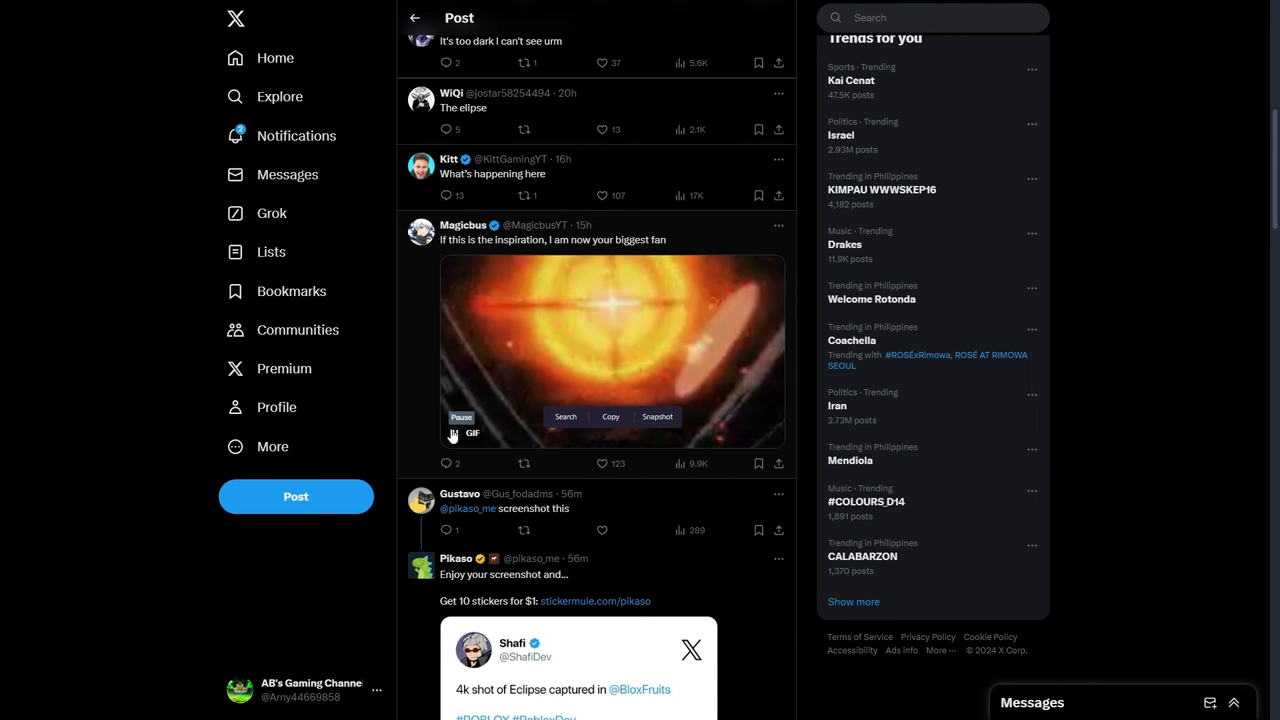 Post
Search
Home
Explore
2
Notifications
Messages
Grok
Lists
Bookmarks
Communities
Premium
Profile
More
Post
AB's Gaming Channel
@Arny44669858
It's too dark I can't see urm
2 1 37 5.6K
WiQi @jostar58254494 · 20h
The elipse
5 13 2.1K
Kitt @KittGamingYT · 16h
What's happening here
13 1 107 17K
Magicbus @MagicbusYT · 15h
If this is the inspiration, I am now your biggest fan
Search Copy Snapshot
Pause
GIF
2 123 9.9K
Gustavo @Gus_fodadms · 56m
@pikaso_me screenshot this
1 289
Pikaso @pikaso_me · 56m
Enjoy your screenshot and...
Get 10 stickers for $1: stickermule.com/pikaso
Shafi
@ShafiDev
4k shot of Eclipse captured in @BloxFruits
#ROBLOX #RobloxDev
Trends for you
Sports · Trending
Kai Cenat
47.5K posts
Politics · Trending
Israel
2.93M posts
Trending in Philippines
KIMPAU WWWSKEP16
4,182 posts
Music · Trending
Drakes
11.9K posts
Trending in Philippines
Welcome Rotonda
Trending in Philippines
Coachella
Trending with #ROSÉxRimowa, ROSÉ AT RIMOWA
SEOUL
Politics · Trending
Iran
2.73M posts
Trending in Philippines
Mendiola
Music · Trending
#COLOURS_D14
1,891 posts
Trending in Philippines
CALABARZON
1,370 posts
Show more
Terms of Service Privacy Policy Cookie Policy
Accessibility Ads info More ··· © 2024 X Corp.
Messages